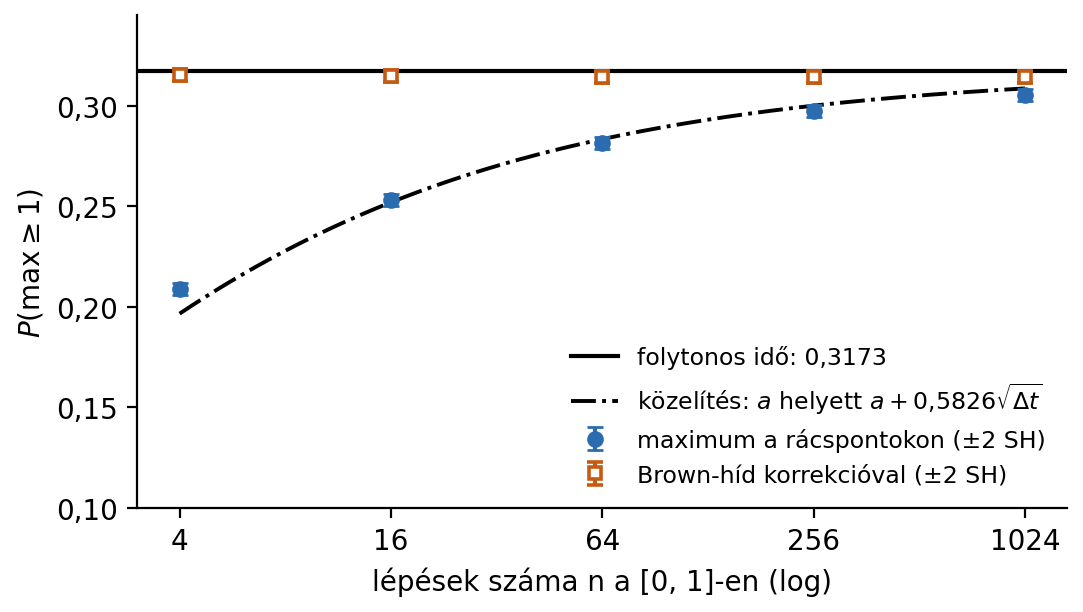 P(max ≥ 1)
0,30
0,25
0,20
0,15
0,10
folytonos idő: 0,3173
közelítés: a helyett a + 0,5826√Δt
maximum a rácspontokon (±2 SH)
Brown-híd korrekcióval (±2 SH)
4 16 64 256 1024
lépések száma n a [0, 1]-en (log)